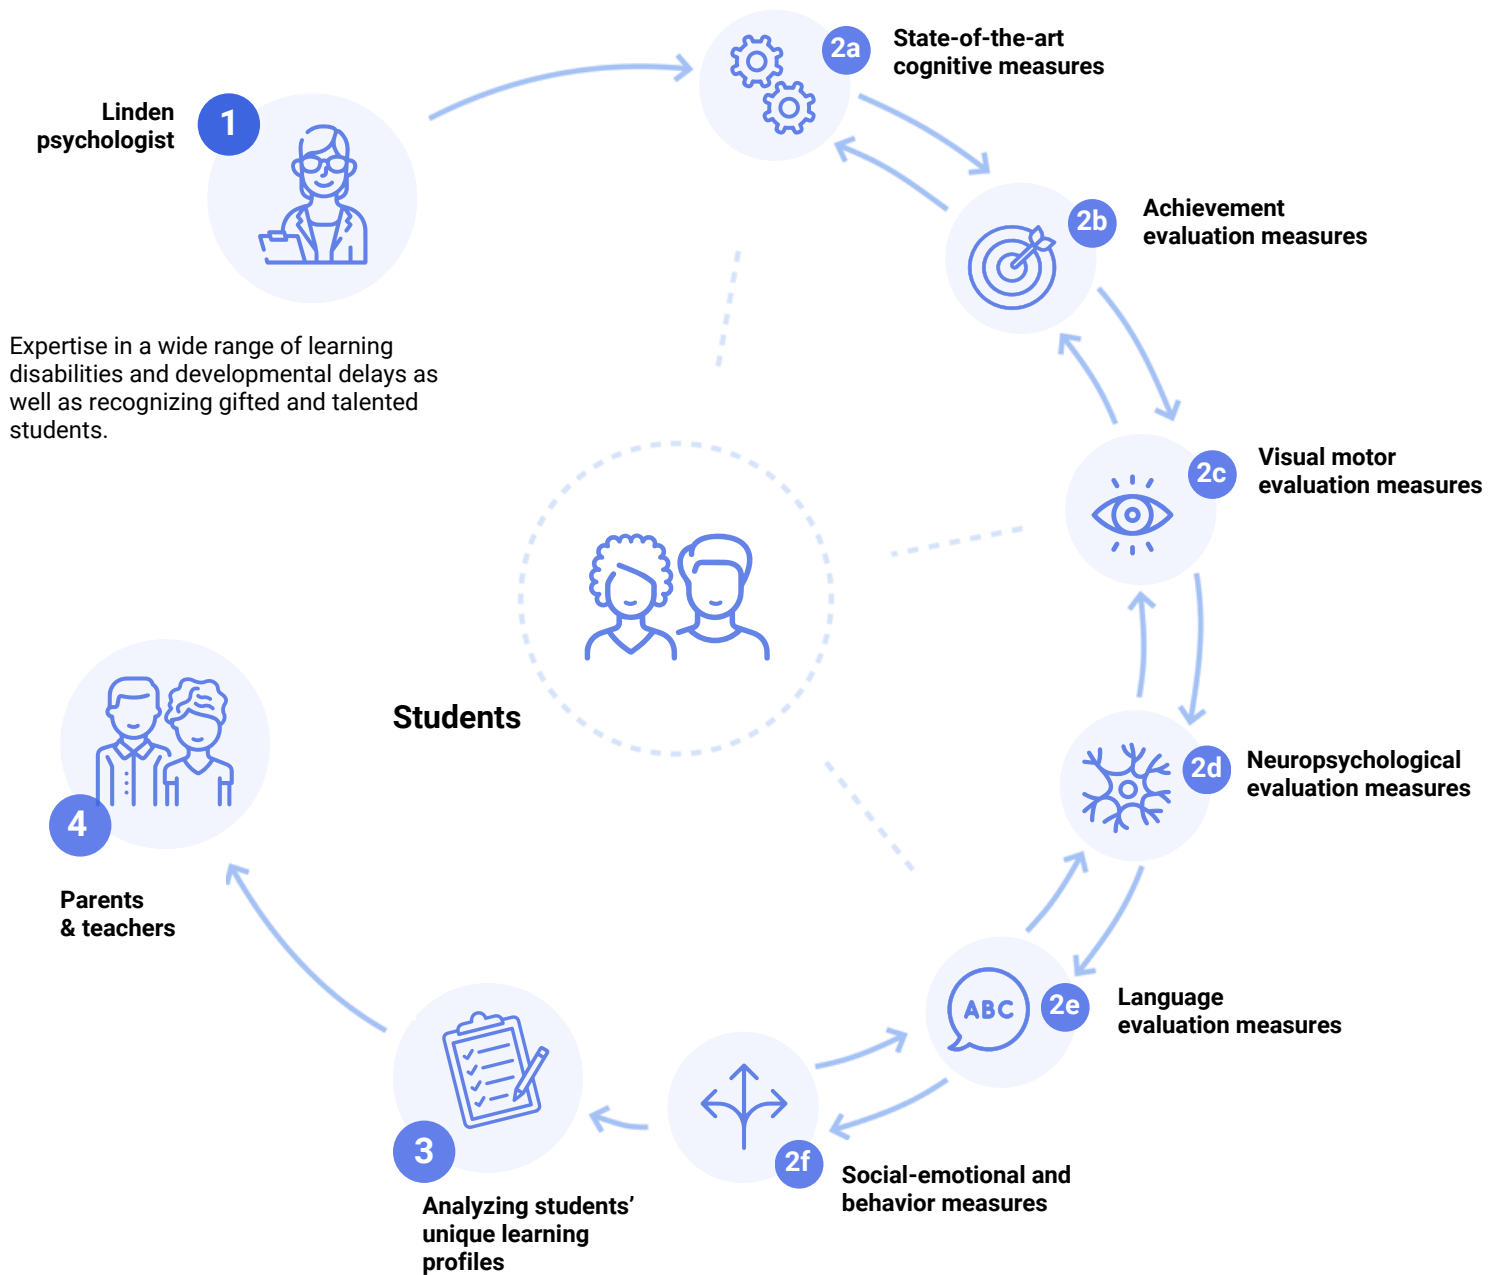 Linden
psychologist
1
Expertise in a wide range of learning
disabilities and developmental delays as
well as recognizing gifted and talented
students.
2a
State-of-the-art
cognitive measures
2b
Achievement
evaluation measures
2c
Visual motor
evaluation measures
2d
Neuropsychological
evaluation measures
ABC
2e
Language
evaluation measures
2f
Social-emotional and
behavior measures
3
Analyzing students’
unique learning
profiles
4
Parents
& teachers
Students